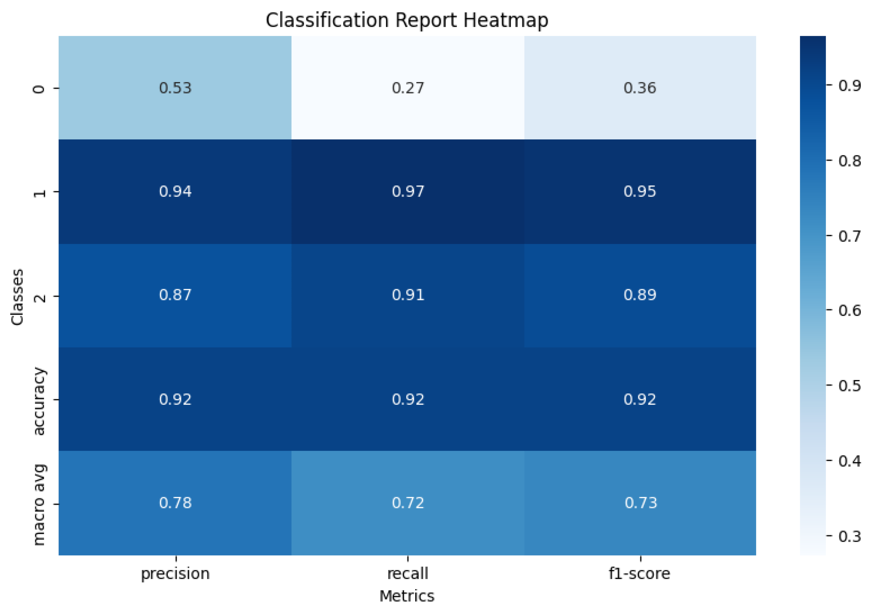 Classification Report Heatmap
0 0.53 0.27 0.36
1 0.94 0.97 0.95
2 0.87 0.91 0.89
accuracy 0.92 0.92 0.92
macro avg 0.78 0.72 0.73
Classes
precision recall f1-score
Metrics
0.9
0.8
0.7
0.6
0.5
0.4
0.3